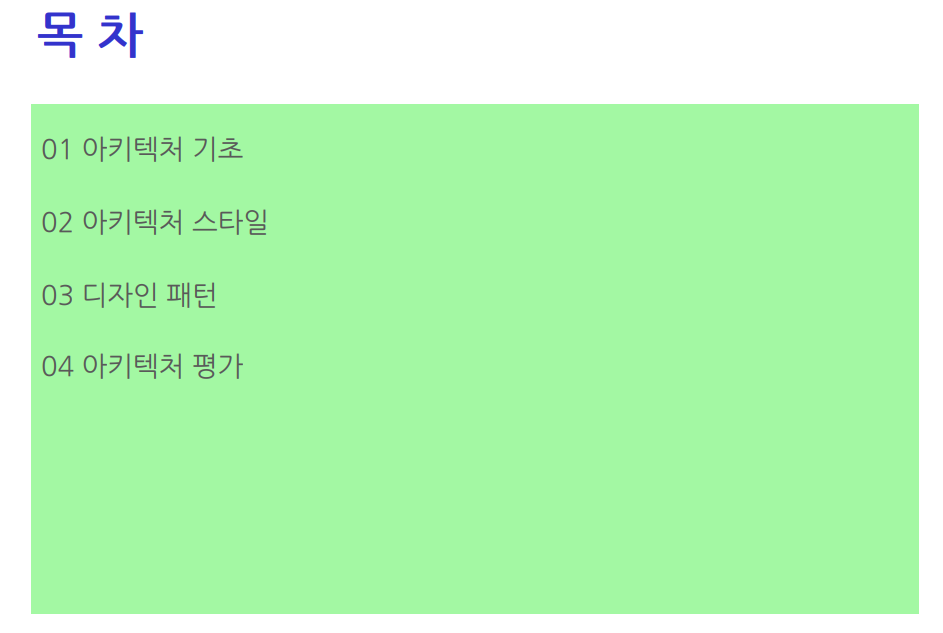 목 차
01 아키텍처 기초
02 아키텍처 스타일
03 디자인 패턴
04 아키텍처 평가